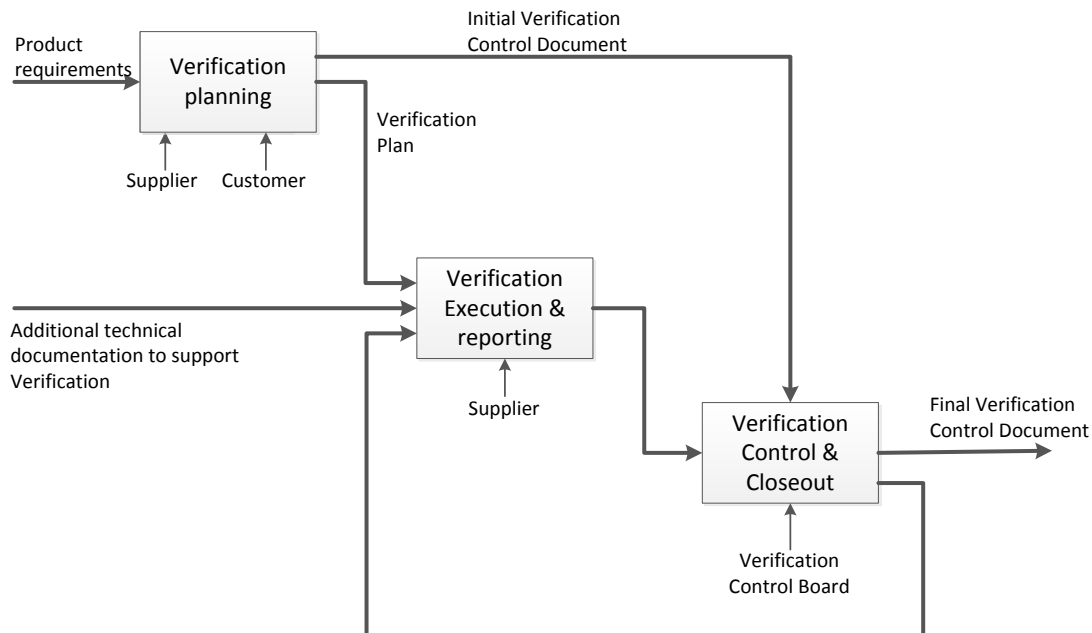 Initial Verification
Control Document
Product
requirements
Verification
planning
Verification
Plan
Supplier
Customer
Verification
Execution &
reporting
Additional technical
documentation to support
Verification
Supplier
Verification
Control &
Closeout
Final Verification
Control Document
Verification
Control Board